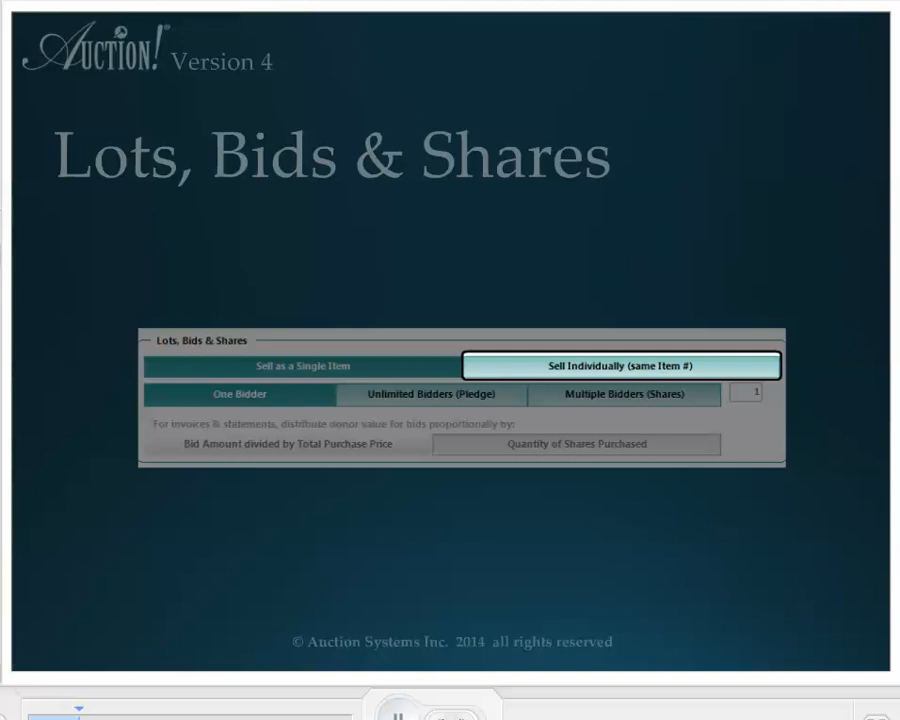 AUCTION! Version 4
Lots, Bids & Shares
Lots, Bids & Shares
Sell as a Single Item Sell Individually (same Item #)
One Bidder Unlimited Bidders (Pledge) Multiple Bidders (Shares) 1
For invoices & statements, distribute donor value for bids proportionally by:
Bid Amount divided by Total Purchase Price Quantity of Shares Purchased
© Auction Systems Inc. 2014 all rights reserved